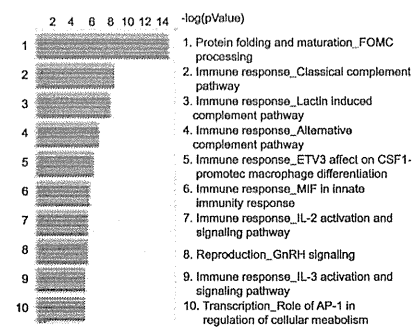 2 4 6 8 10 12 14 -log(pValue)
1 1. Protein folding and maturation_FOMC
processing
2 2. Immune response_Classical complement
pathway
3 3. Immune response_Lactin induced
complement pathway
4 4. Immune response_Alternative
complement pathway
5 5. Immune response_ETV3 affect on CSF1-
promotec macrophage differentiation
6 6. Immune response_MIF in innate
immunity response
7 7. Immune response_IL-2 activation and
signaling pathway
8 8. Reproduction_GnRH signaling
9 9. Immune response_IL-3 activation and
signaling pathway
10 10. Transcription_Role of AP-1 in
regulation of cellular meabolism